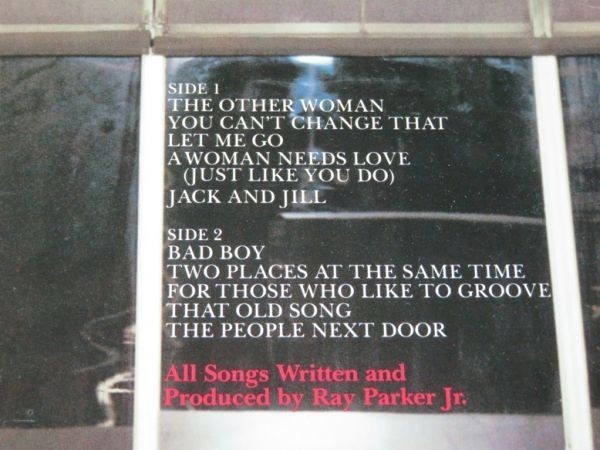 SIDE 1
THE OTHER WOMAN
YOU CAN'T CHANGE THAT
LET ME GO
A WOMAN NEEDS LOVE
(JUST LIKE YOU DO)
JACK AND JILL
SIDE 2
BAD BOY
TWO PLACES AT THE SAME TIME
FOR THOSE WHO LIKE TO GROOVE
THAT OLD SONG
THE PEOPLE NEXT DOOR
All Songs Written and
Produced by Ray Parker Jr.